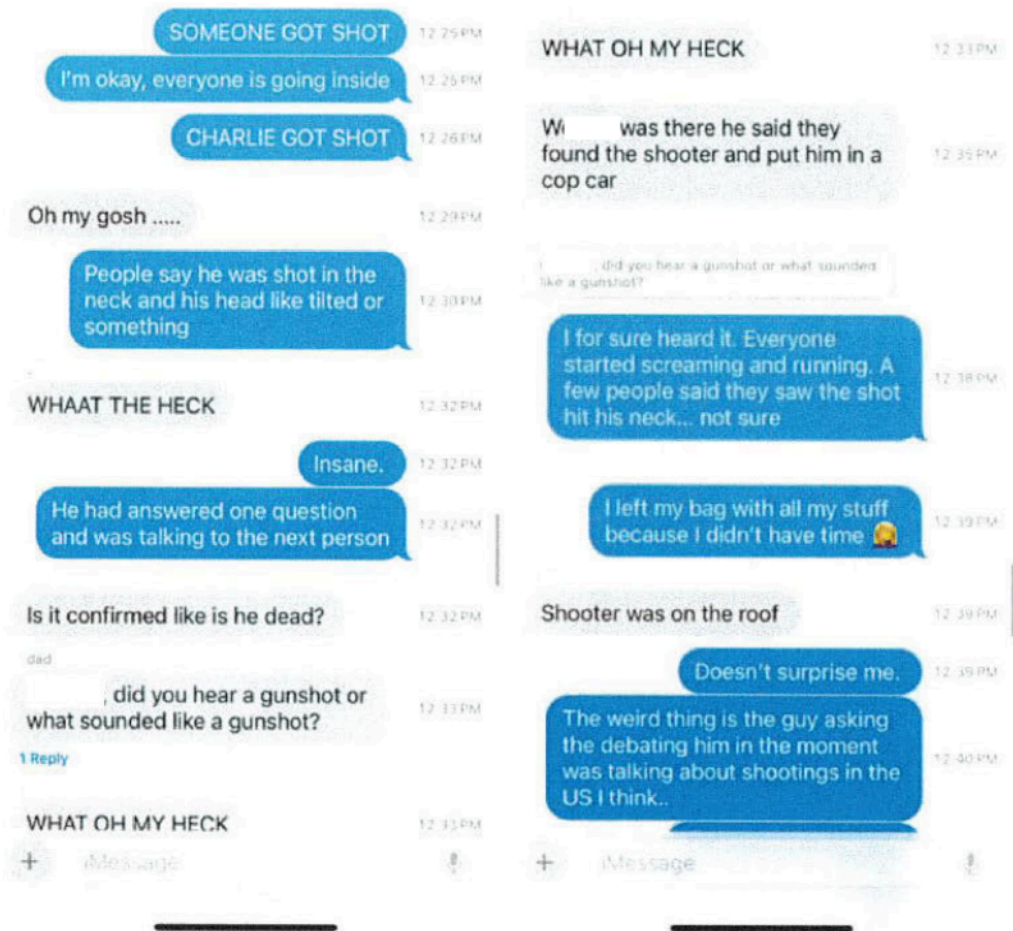 SOMEONE GOT SHOT
12:25 PM
I'm okay, everyone is going inside
12:25 PM
CHARLIE GOT SHOT
12:26 PM
Oh my gosh .....
12:29 PM
People say he was shot in the
neck and his head like tilted or
something
12:30 PM
WHAAT THE HECK
12:32 PM
Insane.
12:32 PM
He had answered one question
and was talking to the next person
12:32 PM
Is it confirmed like is he dead?
12:32 PM
dad
, did you hear a gunshot or
what sounded like a gunshot?
12:33 PM
1 Reply
WHAT OH MY HECK
12:33 PM
+ iMessage
WHAT OH MY HECK
12:33 PM
was there he said they
found the shooter and put him in a
cop car
12:35 PM
, did you hear a gunshot or what sounded
like a gunshot?
I for sure heard it. Everyone
started screaming and running. A
few people said they saw the shot
hit his neck... not sure
12:38 PM
I left my bag with all my stuff
because I didn't have time
12:39 PM
Shooter was on the roof
12:39 PM
Doesn't surprise me.
12:39 PM
The weird thing is the guy asking
the debating him in the moment
was talking about shootings in the
US I think..
12:40 PM
+ iMessage